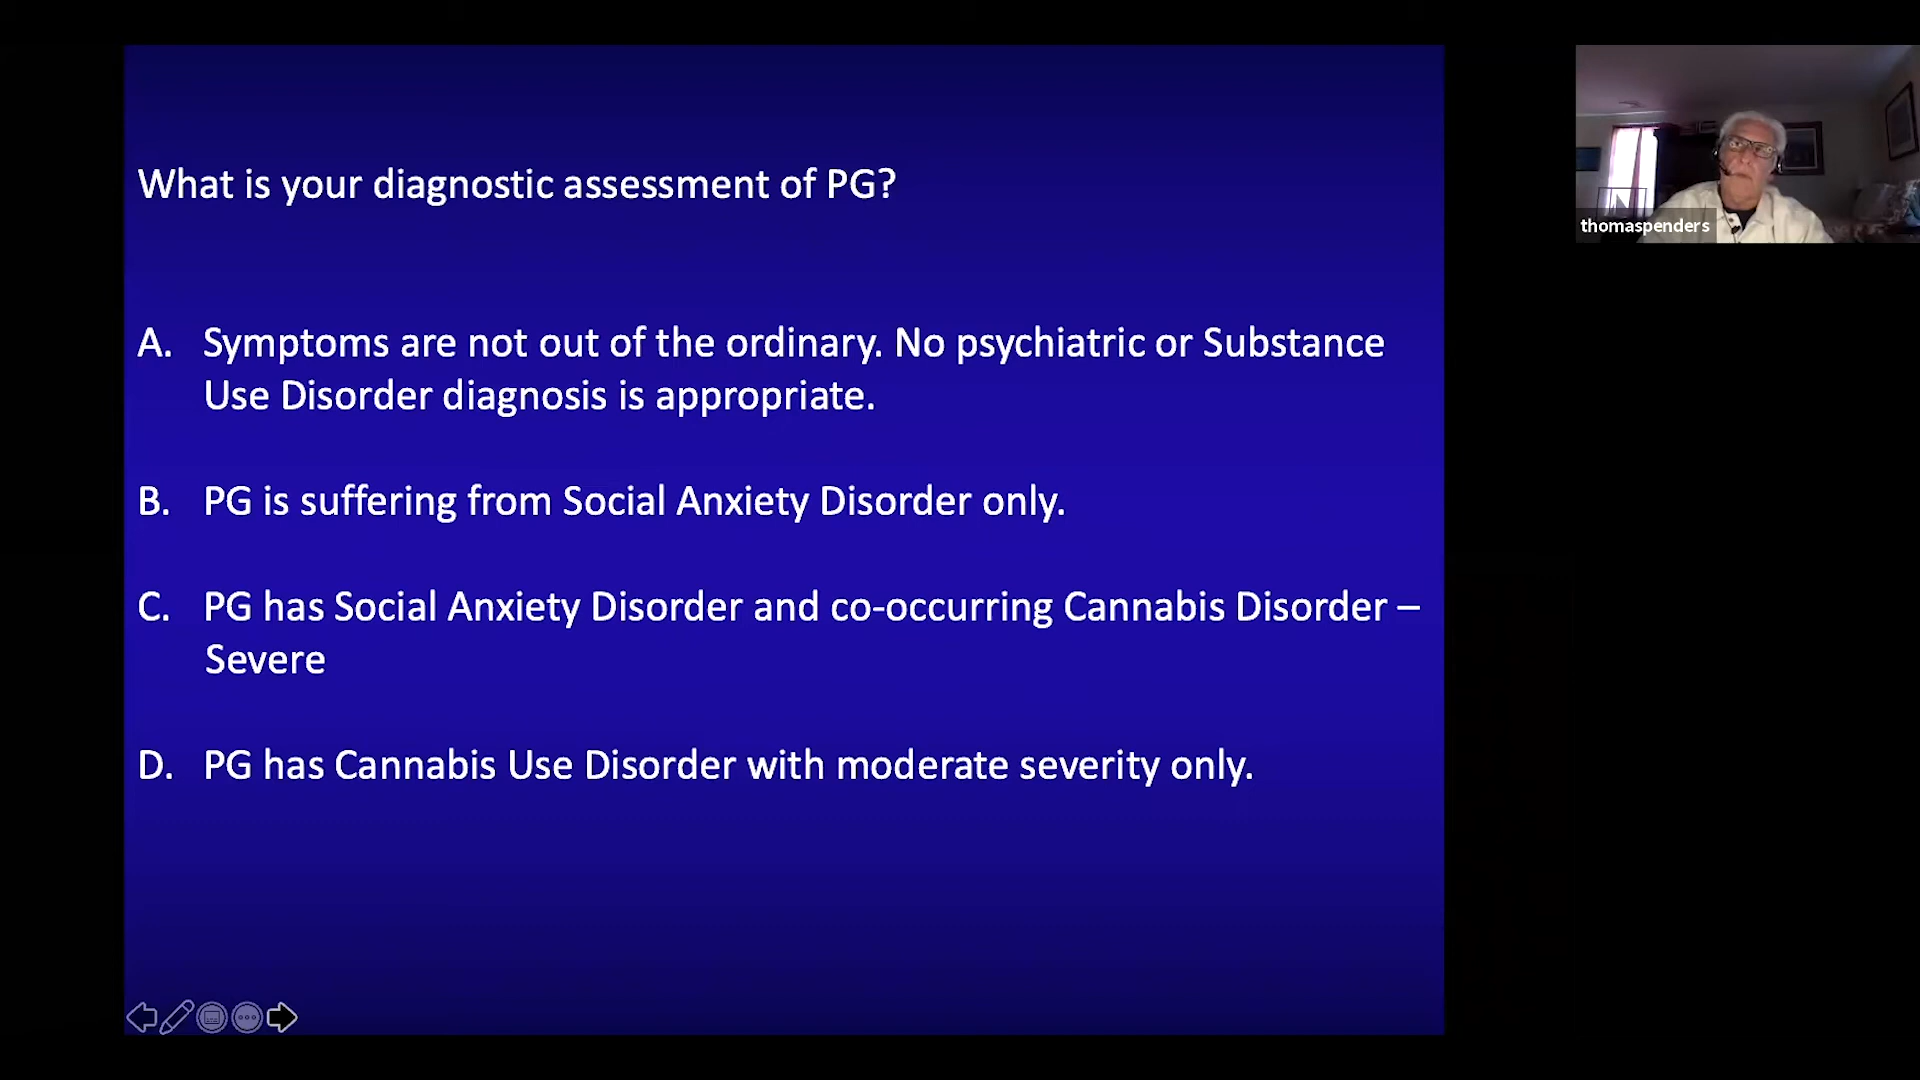 What is your diagnostic assessment of PG?
A. Symptoms are not out of the ordinary. No psychiatric or Substance
Use Disorder diagnosis is appropriate.
B. PG is suffering from Social Anxiety Disorder only.
C. PG has Social Anxiety Disorder and co-occurring Cannabis Disorder –
Severe
D. PG has Cannabis Use Disorder with moderate severity only.
thomaspenders